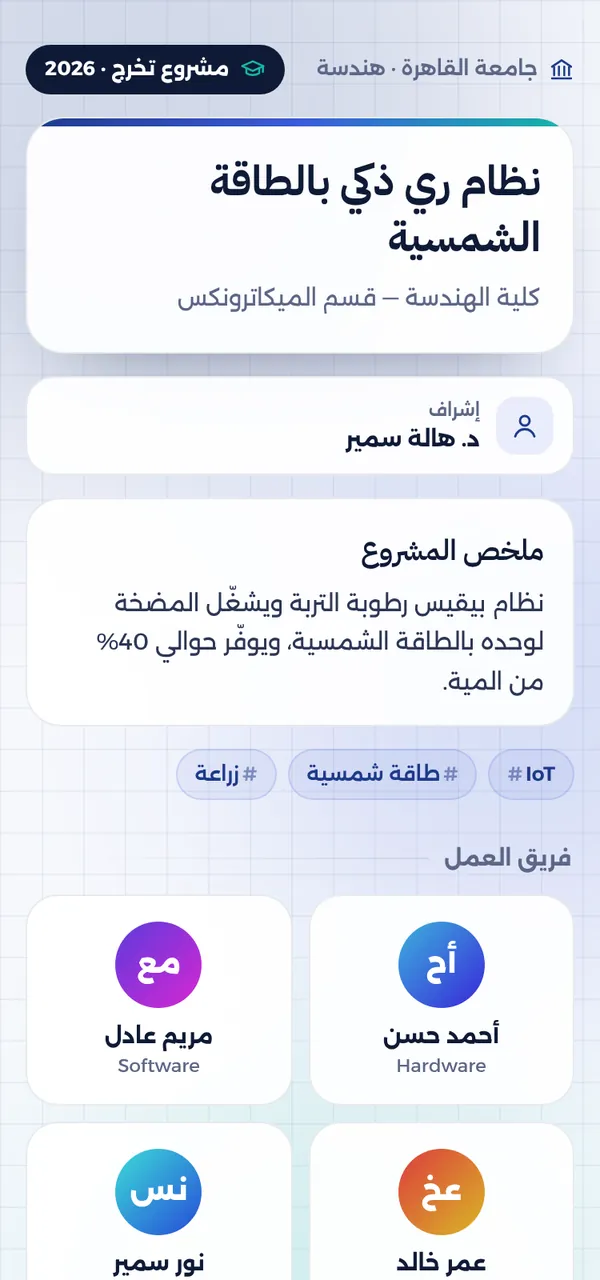 جامعة القاهرة · هندسة
مشروع تخرج · 2026
نظام ري ذكي بالطاقة
الشمسية
كلية الهندسة — قسم الميكاترونكس
إشراف
د. هالة سمير
ملخص المشروع
نظام بيقيس رطوبة التربة ويشغّل المضخة
لوحده بالطاقة الشمسية، ويوفّر حوالي 40%
من المية.
#IoT
#طاقة شمسية
#زراعة
فريق العمل
أح
أحمد حسن
Hardware
مع
مريم عادل
Software
عخ
عمر خالد
نس
نور سمير